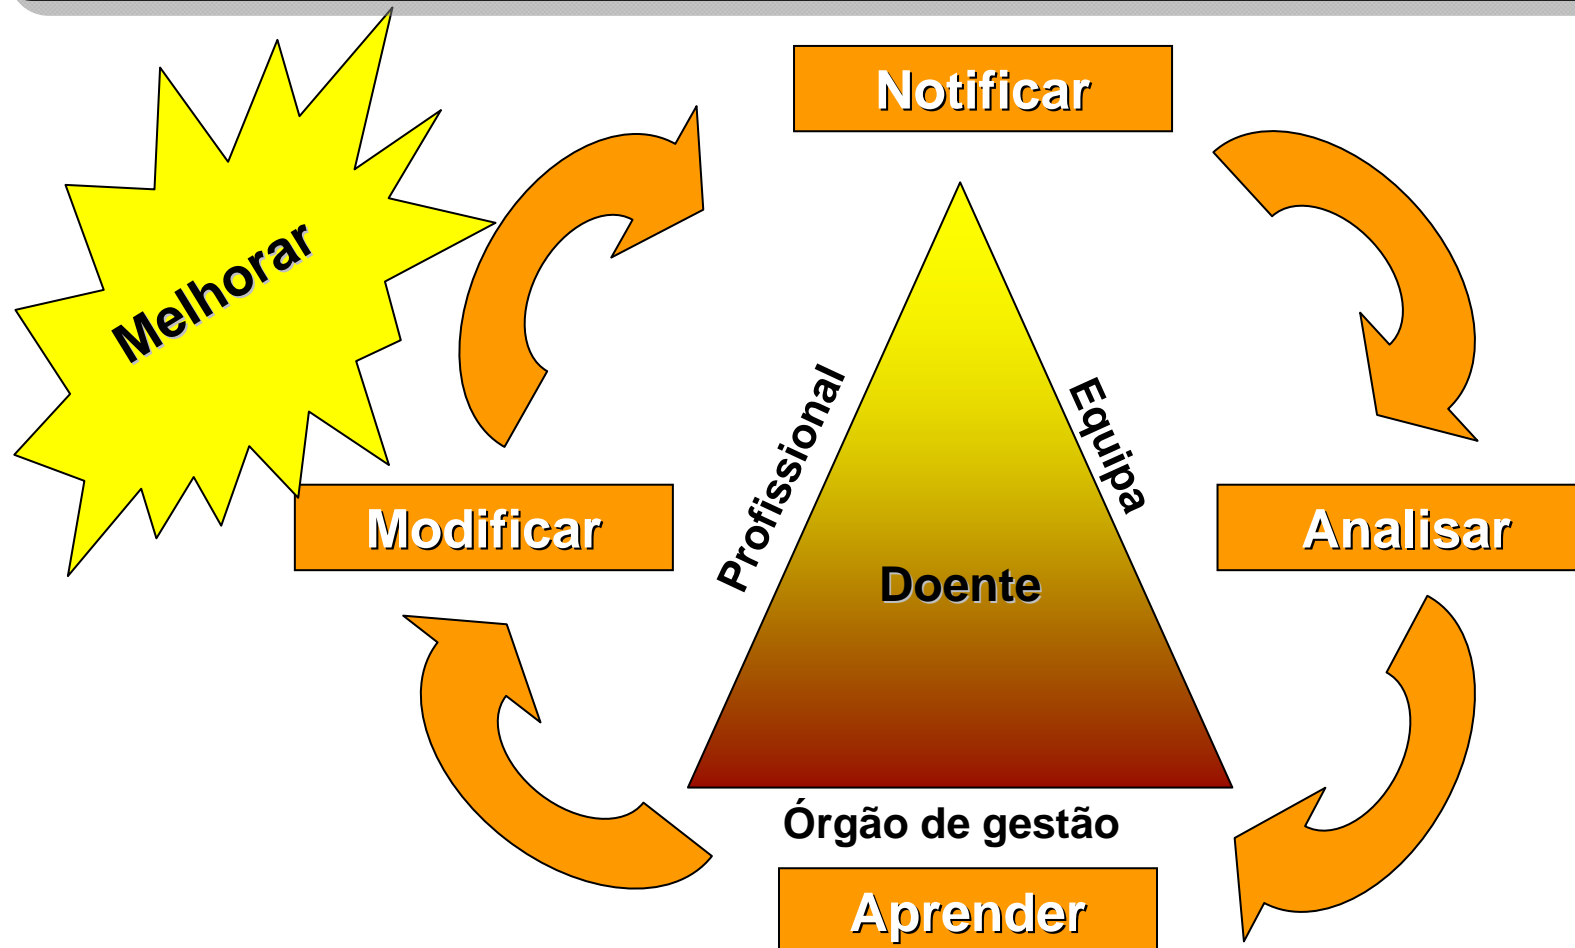 Notificar
Melhorar
Profissional
Equipa
Modificar
Analisar
Doente
Órgão de gestão
Aprender